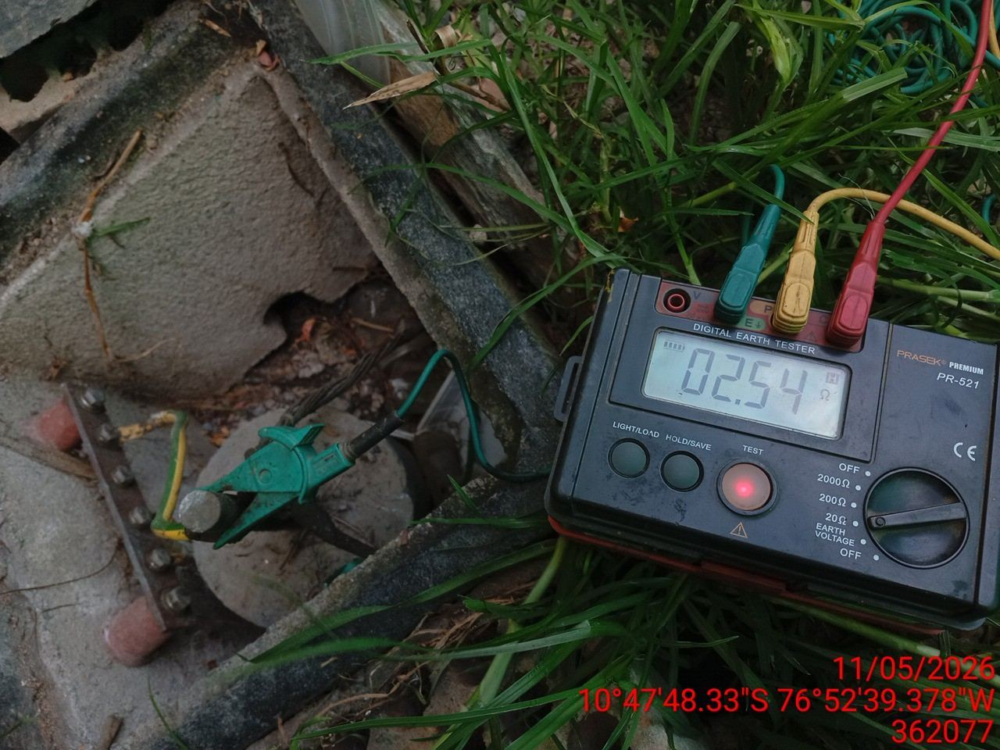 V
E
P
DIGITAL EARTH TESTER
02.54
H
Ω
PRASEK® PREMIUM
PR-521
LIGHT/LOAD
HOLD/SAVE
TEST
CE
OFF
2000Ω
200Ω
20Ω
EARTH
VOLTAGE
OFF
11/05/2026
10°47'48.33"S 76°52'39.378"W
362077